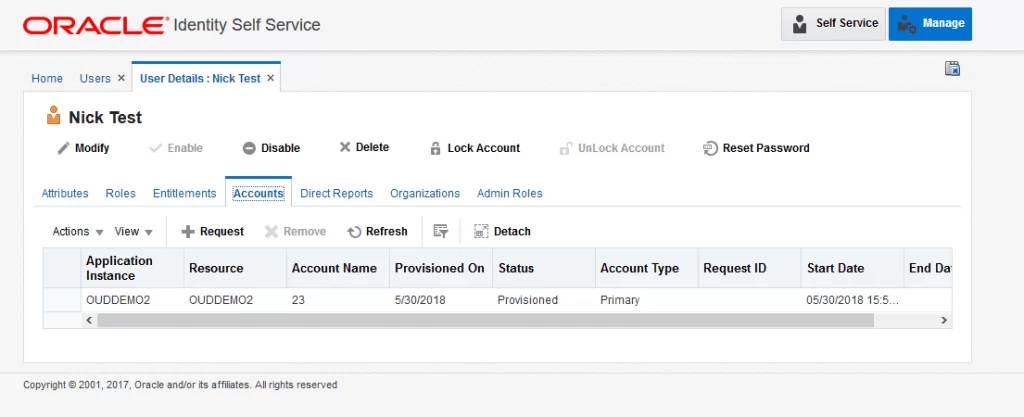 ORACLE Identity Self Service Self Service Manage
Home Users User Details : Nick Test
Nick Test
Modify Enable Disable Delete Lock Account UnLock Account Reset Password
Attributes Roles Entitlements Accounts Direct Reports Organizations Admin Roles
Actions View Request Remove Refresh Detach
Application Instance Resource Account Name Provisioned On Status Account Type Request ID Start Date End Da
OUDDEMO2 OUDDEMO2 23 5/30/2018 Provisioned Primary 05/30/2018 15:5...
Copyright © 2001, 2017, Oracle and/or its affiliates. All rights reserved